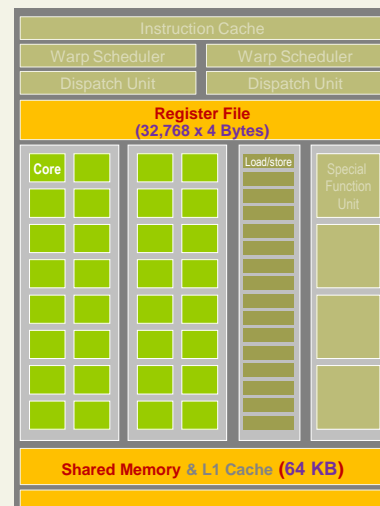 Instruction Cache
Warp Scheduler
Warp Scheduler
Dispatch Unit
Dispatch Unit
Register File
(32,768 x 4 Bytes)
Core
Load/store
Special
Function
Unit
Shared Memory & L1 Cache (64 KB)